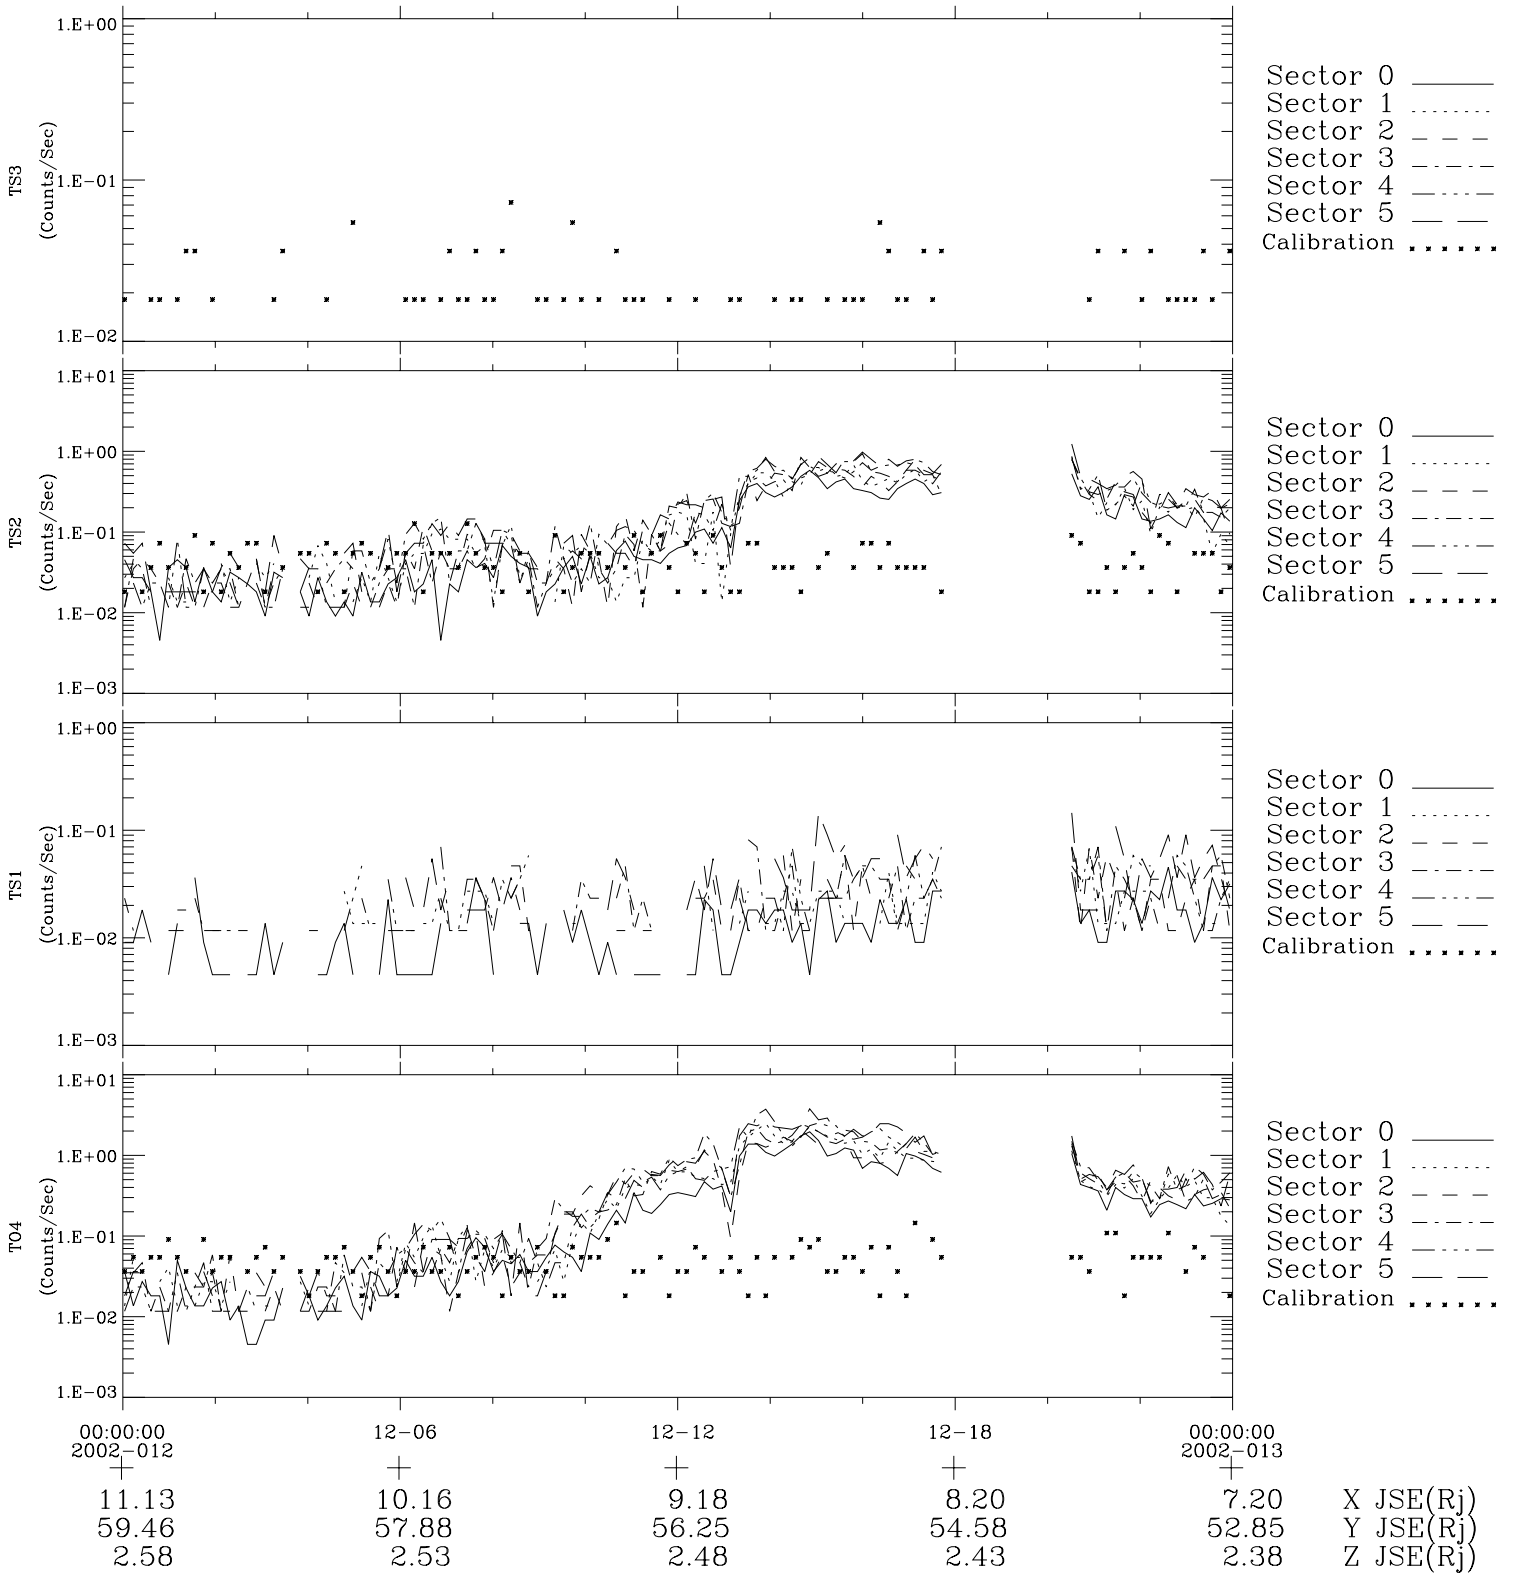 1.E+00
1.E-01
1.E-02
TS3
(Counts/Sec)
Sector 0
Sector 1
Sector 2
Sector 3
Sector 4
Sector 5
Calibration
1.E+01
1.E+00
1.E-01
1.E-02
1.E-03
TS2
(Counts/Sec)
Sector 0
Sector 1
Sector 2
Sector 3
Sector 4
Sector 5
Calibration
1.E+00
1.E-01
1.E-02
1.E-03
TS1
(Counts/Sec)
Sector 0
Sector 1
Sector 2
Sector 3
Sector 4
Sector 5
Calibration
1.E+01
1.E+00
1.E-01
1.E-02
1.E-03
TO4
(Counts/Sec)
Sector 0
Sector 1
Sector 2
Sector 3
Sector 4
Sector 5
Calibration
00:00:00 12-06 12-12 12-18 00:00:00
2002-012 2002-013
11.13 10.16 9.18 8.20 7.20 X JSE(Rj)
59.46 57.88 56.25 54.58 52.85 Y JSE(Rj)
2.58 2.53 2.48 2.43 2.38 Z JSE(Rj)